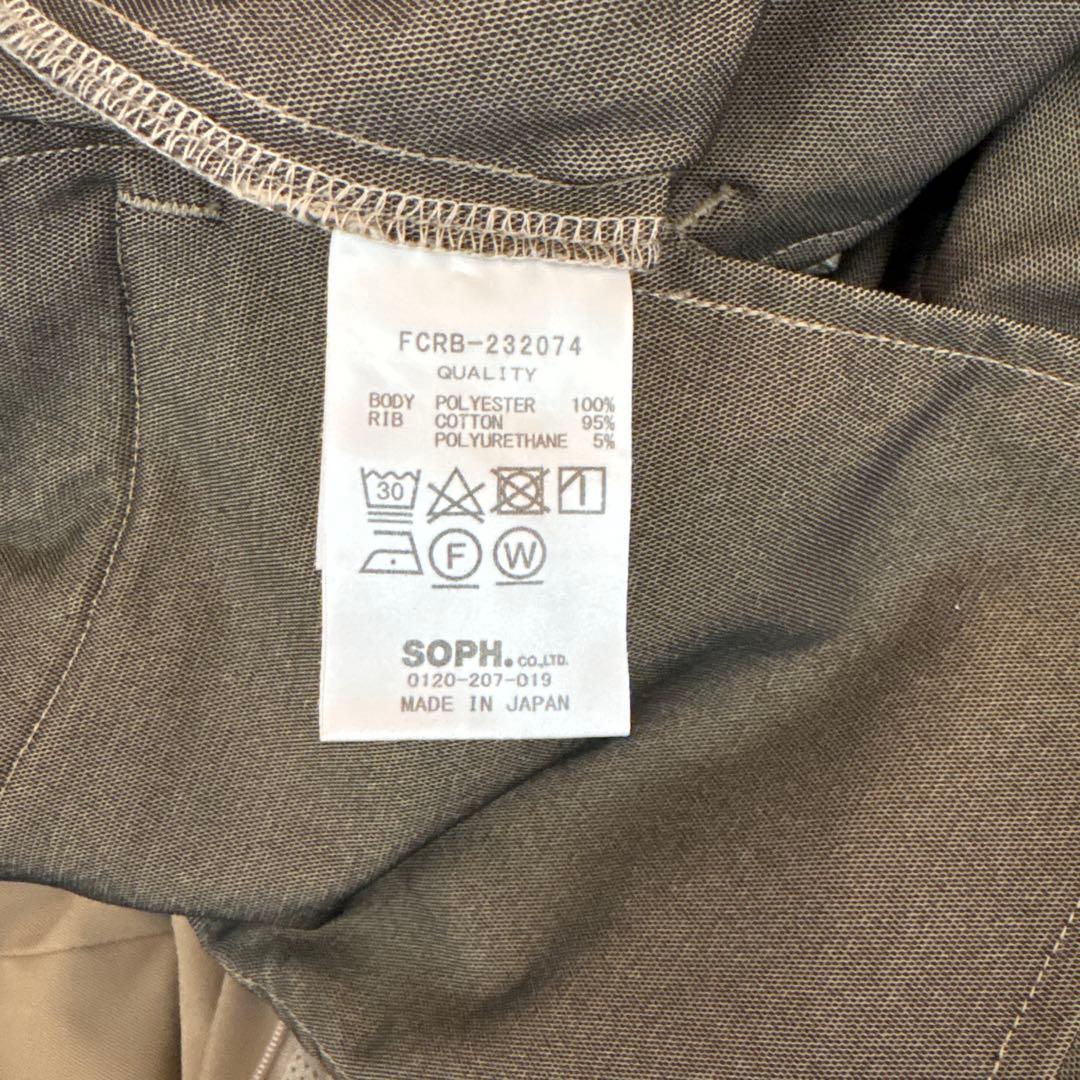 FCRB-232074
QUALITY
BODY POLYESTER 100%
RIB COTTON 95%
POLYURETHANE 5%
30
F W
SOPH. CO.,LTD.
0120-207-019
MADE IN JAPAN